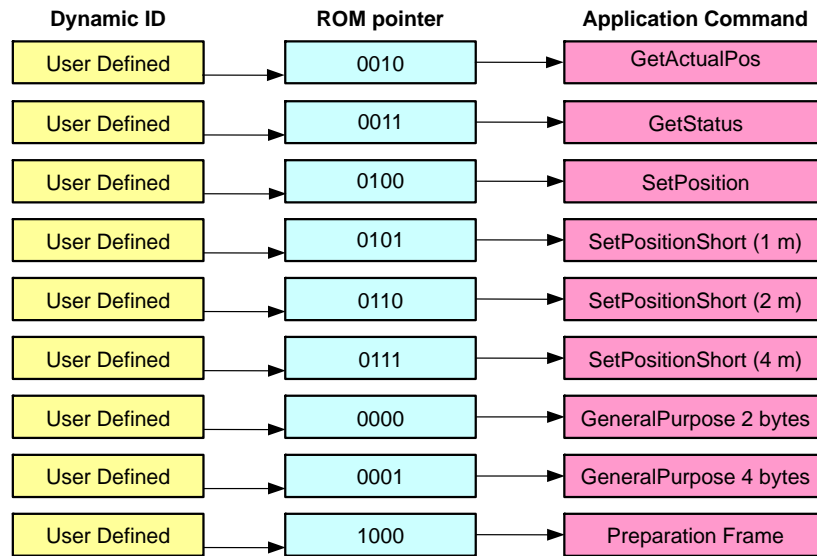 Dynamic ID ROM pointer Application Command
User Defined 0010 GetActualPos
User Defined 0011 GetStatus
User Defined 0100 SetPosition
User Defined 0101 SetPositionShort (1 m)
User Defined 0110 SetPositionShort (2 m)
User Defined 0111 SetPositionShort (4 m)
User Defined 0000 GeneralPurpose 2 bytes
User Defined 0001 GeneralPurpose 4 bytes
User Defined 1000 Preparation Frame